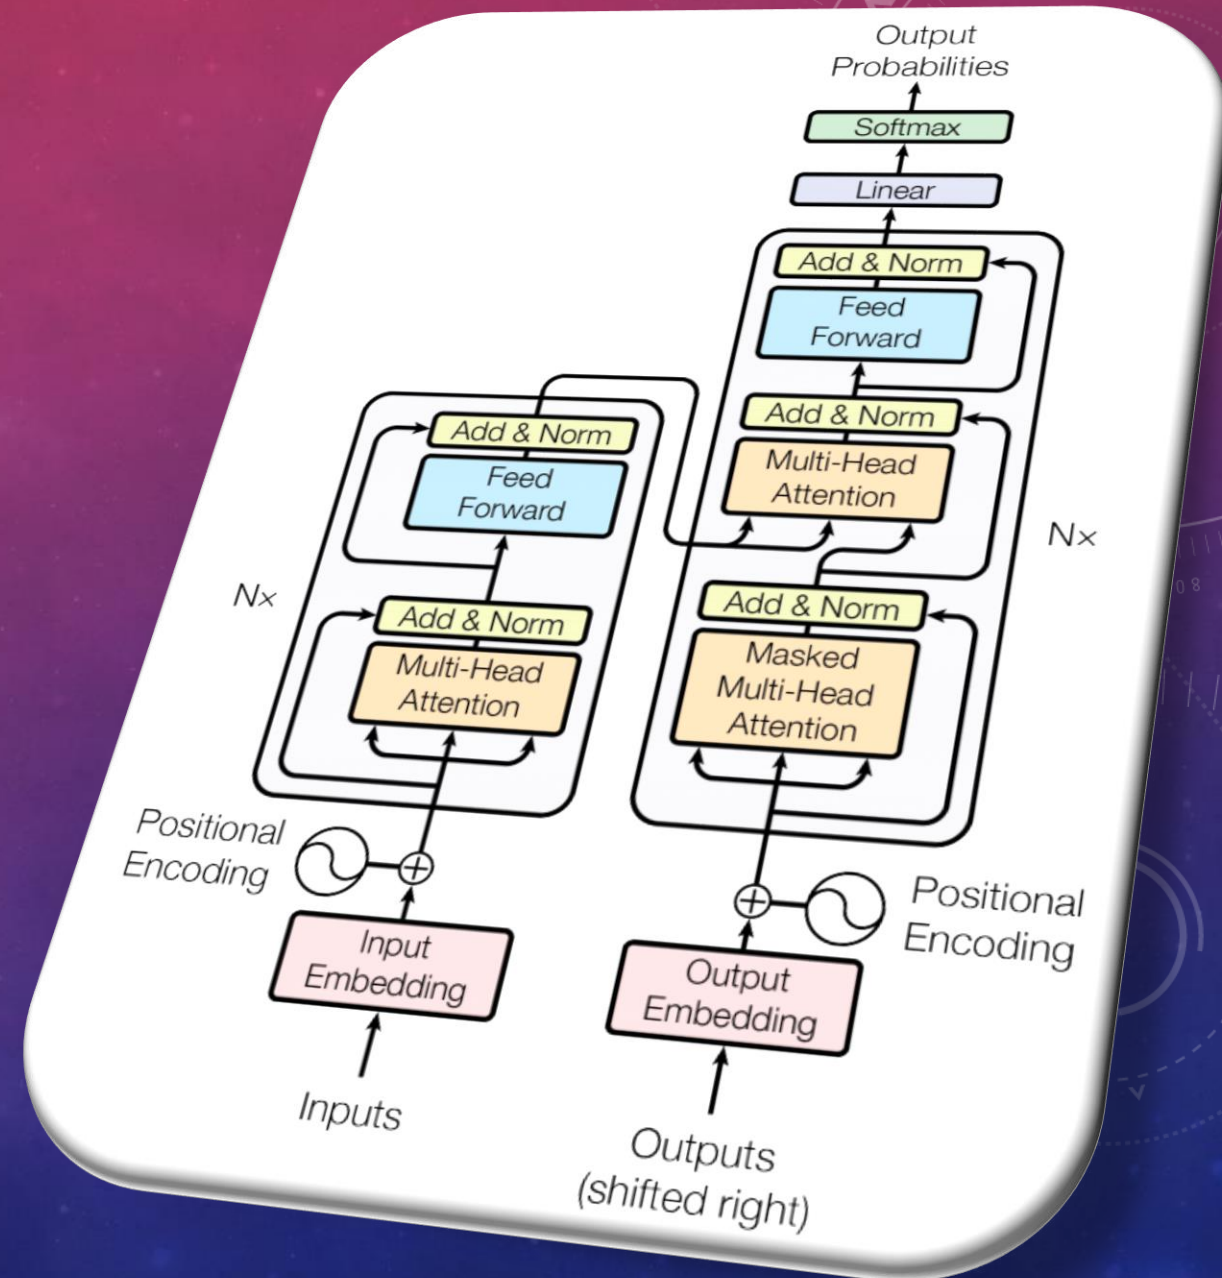 Output
Probabilities
Softmax
Linear
Add & Norm
Feed
Forward
Add & Norm
Multi-Head
Attention
Nx
Add & Norm
Masked
Multi-Head
Attention
Add & Norm
Feed
Forward
Nx
Add & Norm
Multi-Head
Attention
Positional
Encoding
Positional
Encoding
Input
Embedding
Output
Embedding
Inputs
Outputs
(shifted right)
08